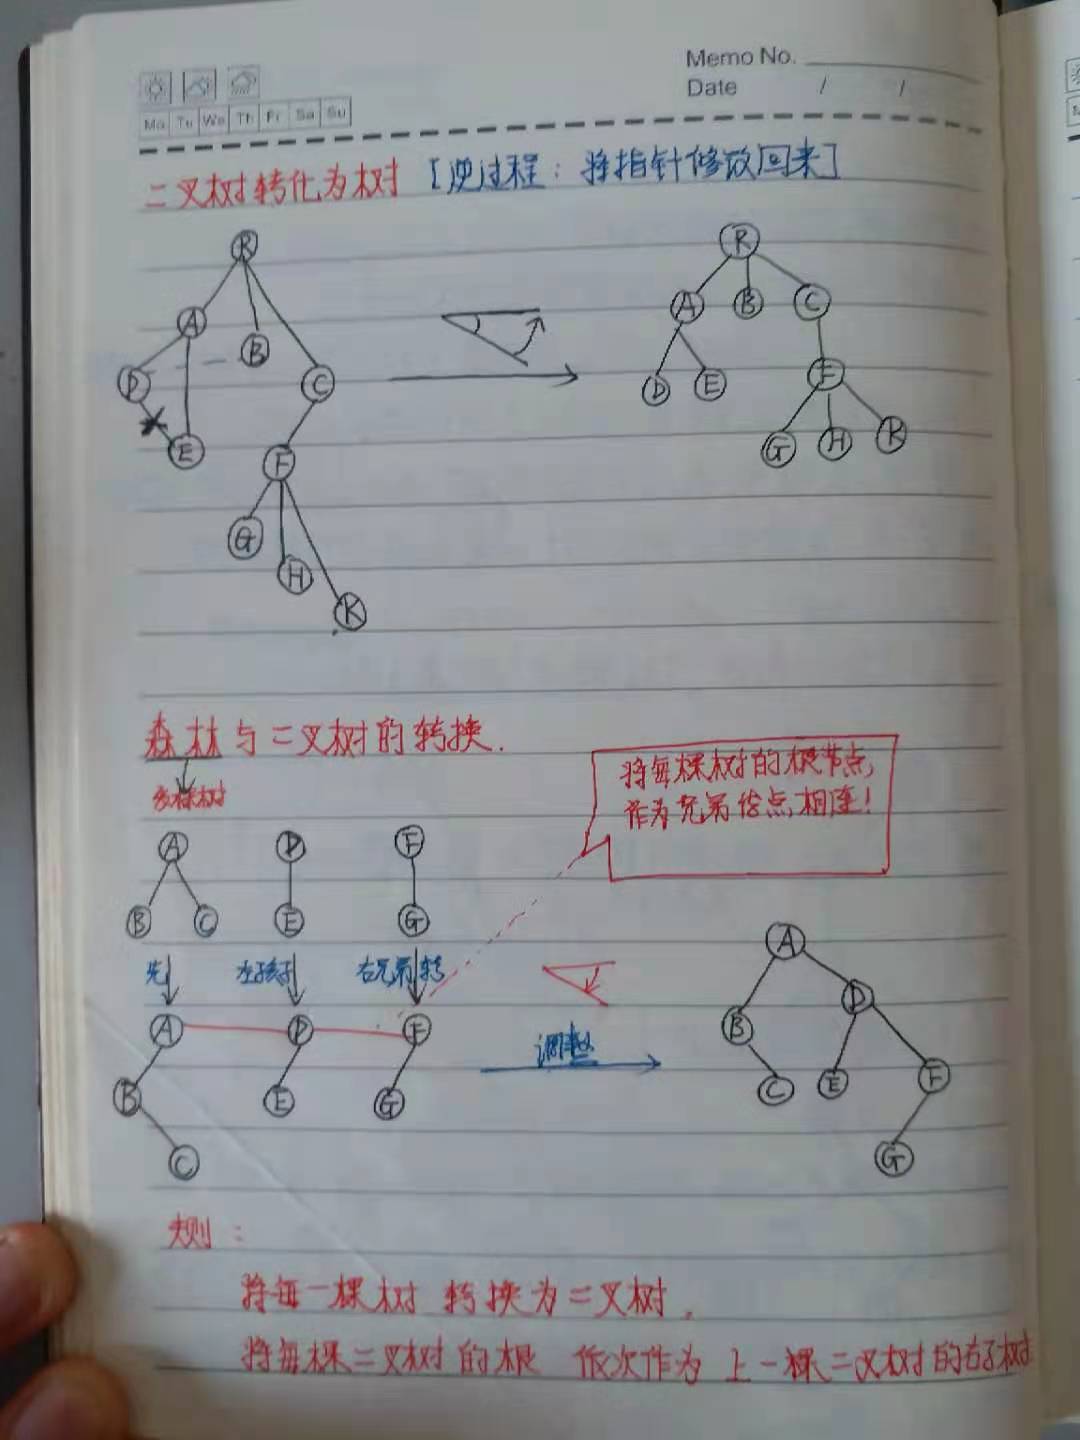 Memo No.
Date / /
Mo Tu We Th Fr Sa Su
二叉树转化为树 [逆过程：将指针修改回来]
R
A
B
D
C
E
F
G
H
K
R
A B C
D E F
G H K
森林与二叉树的转换.
多棵树
将每棵树的根节点,
作为兄弟结点相连!
A D F
B C E G
先 左孩子 右兄弟 转
A D F
B E G
C
调整
A
B D
C E F
G
规则：
将每一棵树 转换为二叉树.
将每棵二叉树的根 依次作为 上一棵二叉树的右子树